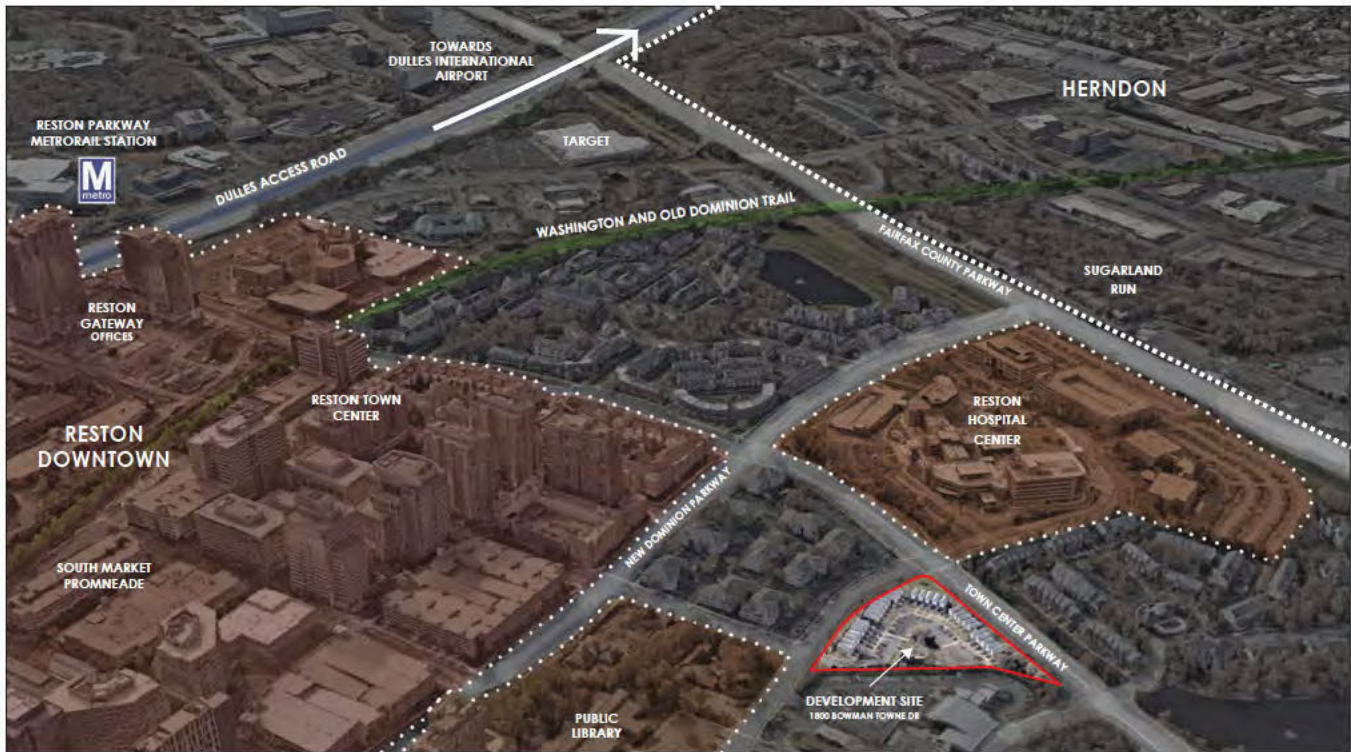 TOWARDS
DULLES INTERNATIONAL
AIRPORT
HERNDON
RESTON PARKWAY
METRORAIL STATION
M
metro
TARGET
DULLES ACCESS ROAD
WASHINGTON AND OLD DOMINION TRAIL
FAIRFAX COUNTY PARKWAY
SUGARLAND
RUN
RESTON
GATEWAY
OFFICES
RESTON TOWN
CENTER
RESTON
HOSPITAL
CENTER
RESTON
DOWNTOWN
NEW DOMINION PARKWAY
SOUTH MARKET
PROMNEADE
TOWN CENTER PARKWAY
DEVELOPMENT SITE
1800 BOWMAN TOWNE DR
PUBLIC
LIBRARY